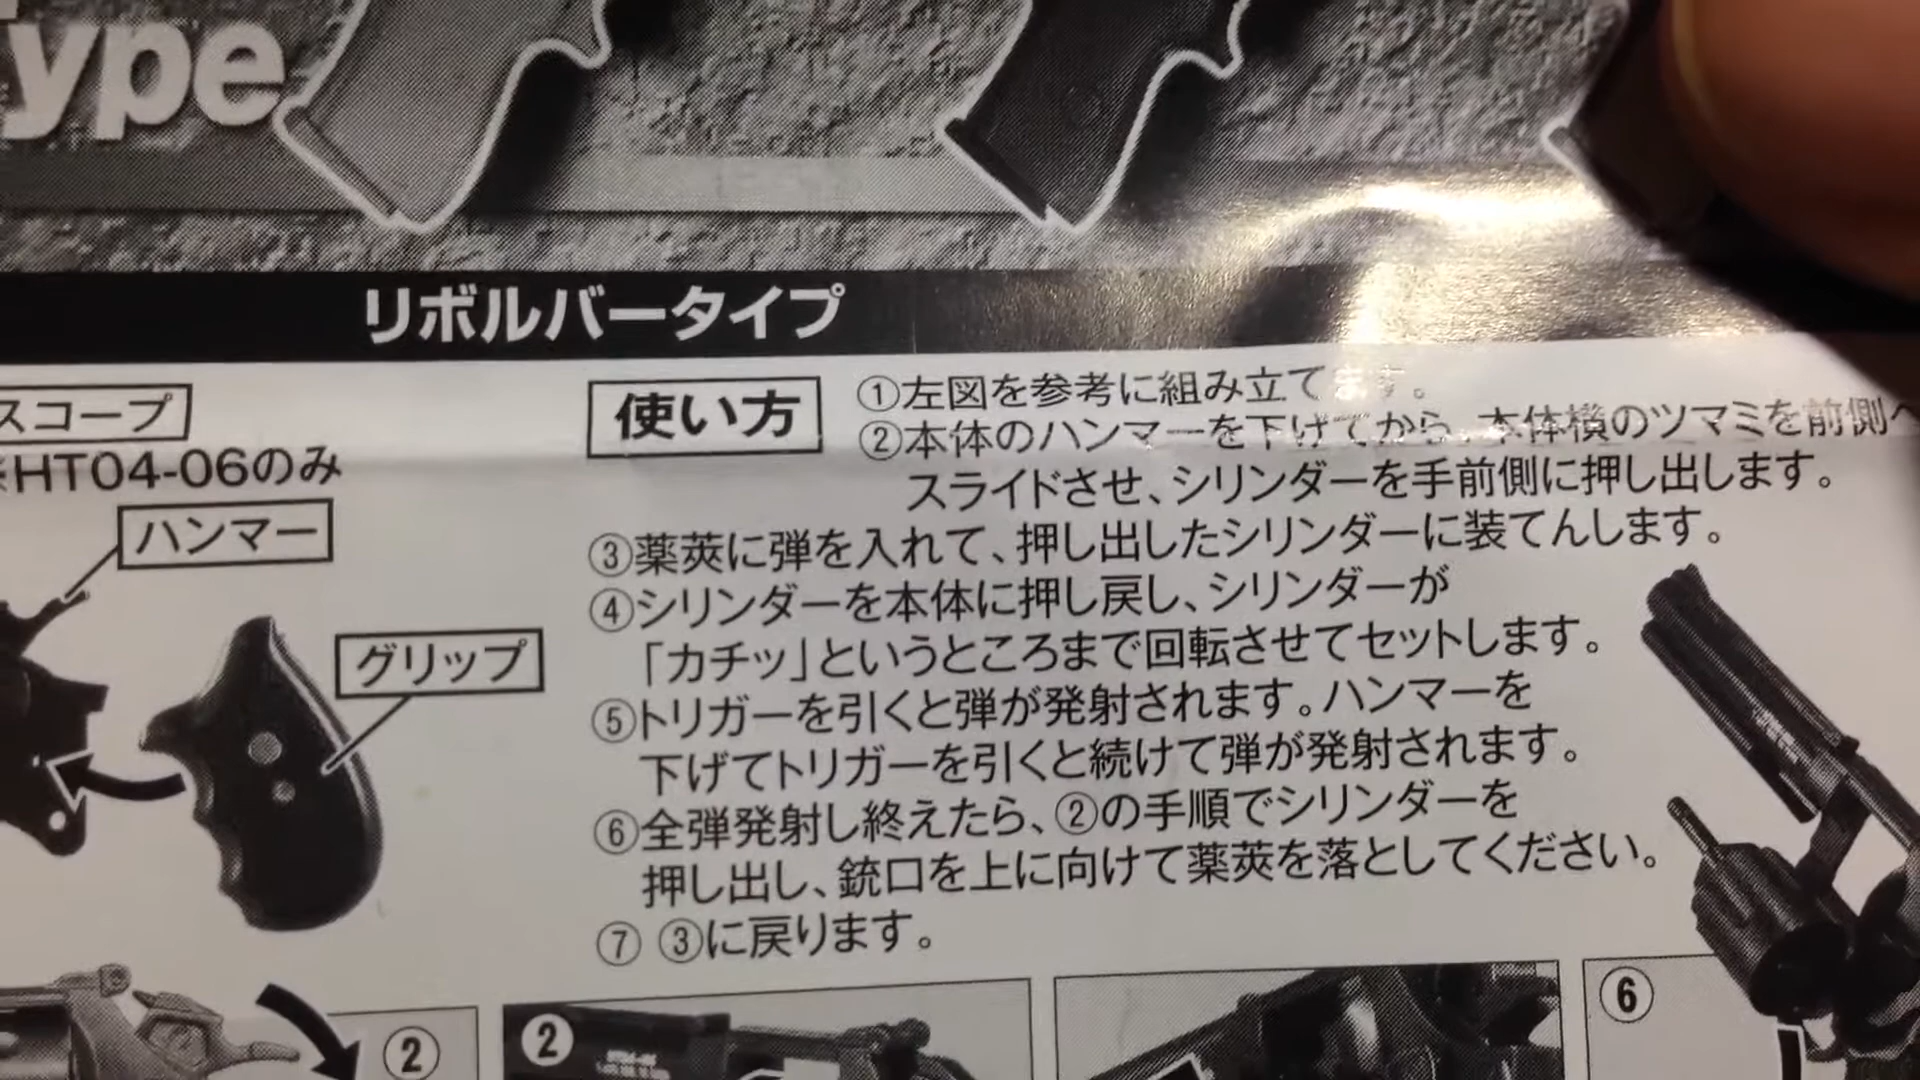 ype
リボルバータイプ
スコープ
※HT04-06のみ
ハンマー
グリップ
使い方
①左図を参考に組み立てます。
②本体のハンマーを下げてから、本体横のツマミを前側へ
スライドさせ、シリンダーを手前側に押し出します。
③薬莢に弾を入れて、押し出したシリンダーに装てんします。
④シリンダーを本体に押し戻し、シリンダーが
「カチッ」というところまで回転させてセットします。
⑤トリガーを引くと弾が発射されます。ハンマーを
下げてトリガーを引くと続けて弾が発射されます。
⑥全弾発射し終えたら、②の手順でシリンダーを
押し出し、銃口を上に向けて薬莢を落としてください。
⑦ ③に戻ります。
②
②
⑥